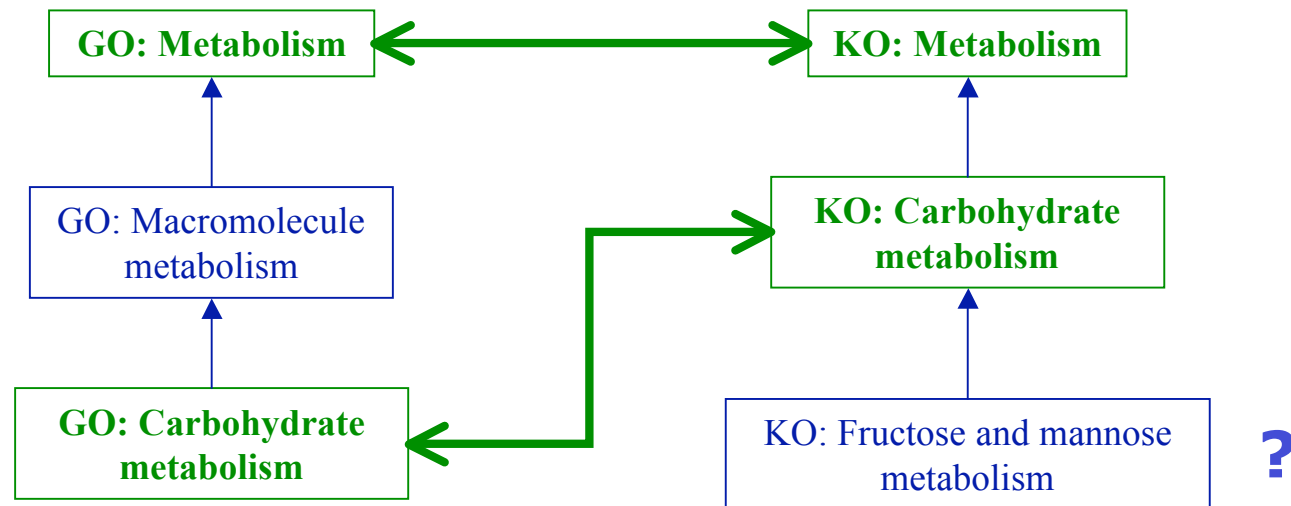 GO: Metabolism
KO: Metabolism
GO: Macromolecule
metabolism
KO: Carbohydrate
metabolism
GO: Carbohydrate
metabolism
KO: Fructose and mannose
metabolism
?